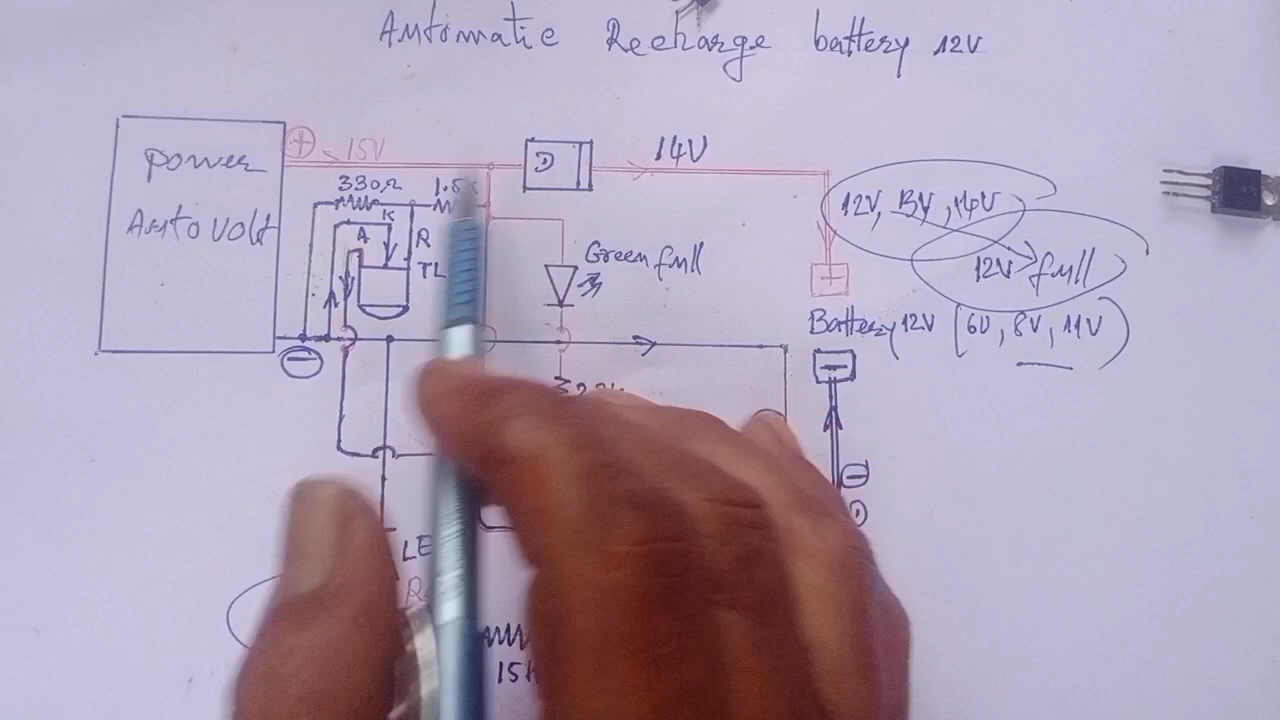 Automatic Recharge battery 12V
power
Auto volt
+ 15V
D
14V
330Ω
A
K
R
TL
Green full
12V, 13V, 14V
12V → full
Battery 12V (6V, 8V, 11V)
+
−
−
−
D
LE
15k